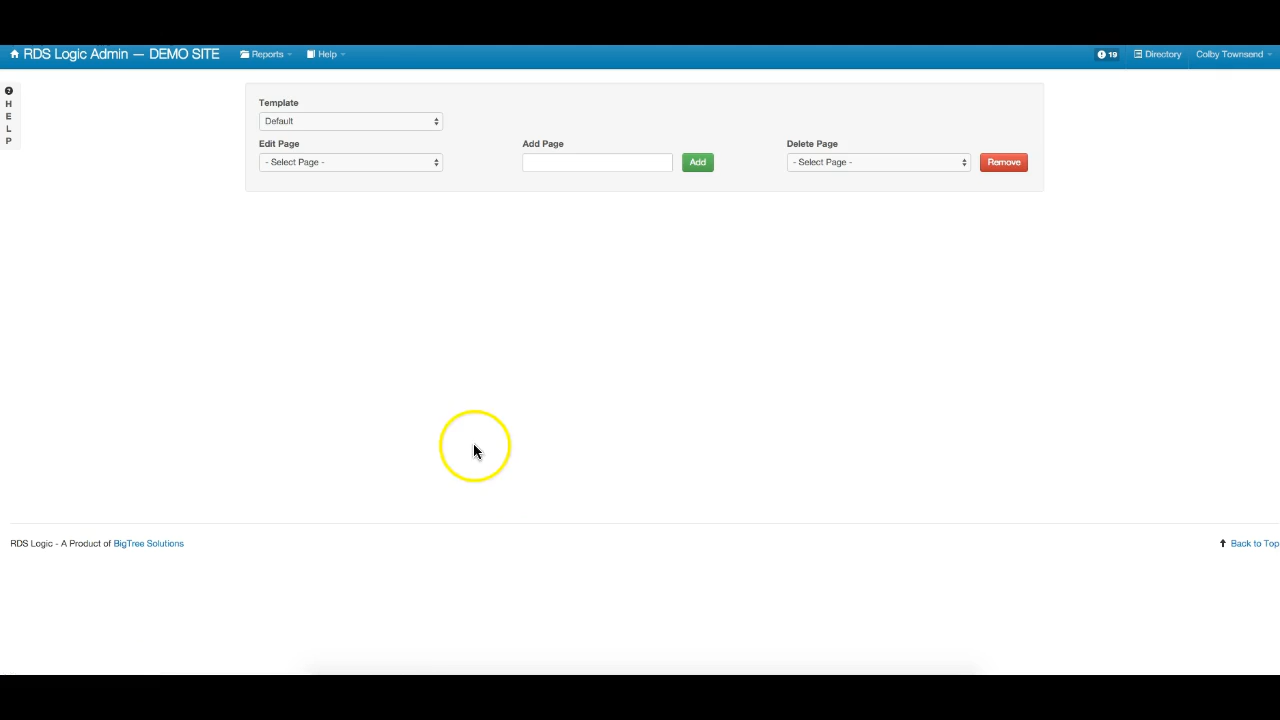 RDS Logic Admin — DEMO SITE Reports Help 19 Directory Colby Townsend
H
E
L
P
Template
Default
Edit Page Add Page Delete Page
- Select Page - Add - Select Page - Remove
RDS Logic - A Product of BigTree Solutions Back to Top